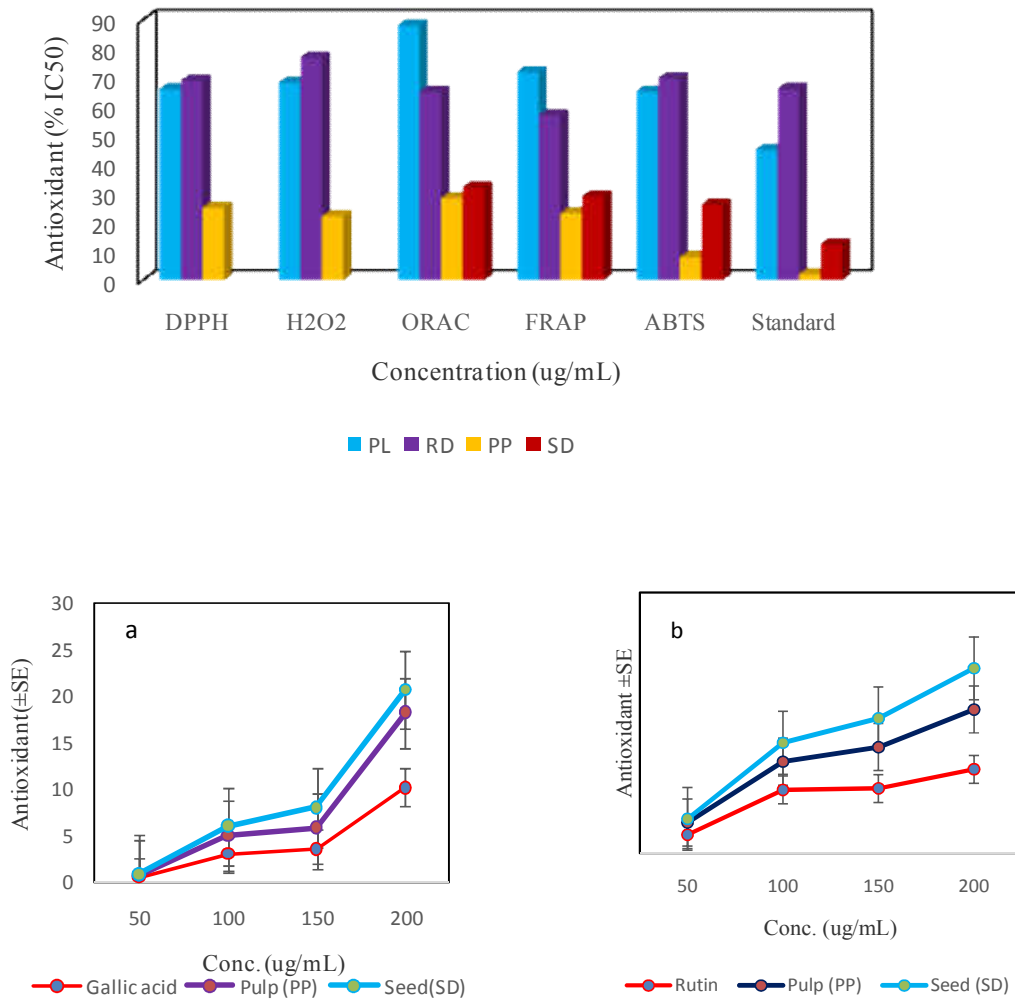 90
80
70
60
50
40
30
20
10
0
Antioxidant (% IC50)
DPPH H2O2 ORAC FRAP ABTS Standard
Concentration (ug/mL)
PL RD PP SD
a
30
25
20
15
10
5
0
Antioxidant(±SE)
50 100 150 200
Conc. (ug/mL)
Gallic acid Pulp (PP) Seed(SD)
b
Antioxidant ±SE
50 100 150 200
Conc. (ug/mL)
Rutin Pulp (PP) Seed (SD)